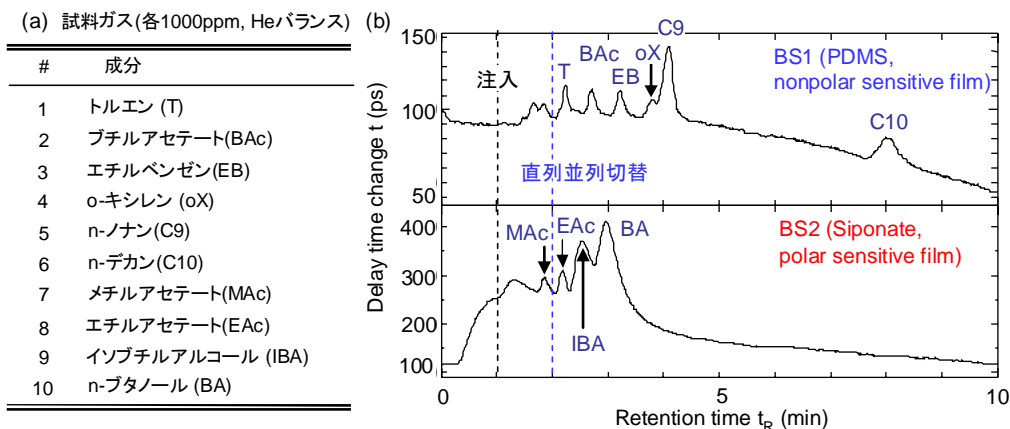 (a) 試料ガス(各1000ppm, Heバランス)
# 成分
1 トルエン (T)
2 ブチルアセテート(BAc)
3 エチルベンゼン(EB)
4 o-キシレン (oX)
5 n-ノナン(C9)
6 n-デカン(C10)
7 メチルアセテート(MAc)
8 エチルアセテート(EAc)
9 イソブチルアルコール (IBA)
10 n-ブタノール (BA)
(b)
Delay time change t (ps)
150
100
50
注入
T
BAc
EB
oX
C9
C10
BS1 (PDMS,
nonpolar sensitive film)
直列並列切替
400
300
200
100
MAc
EAc
IBA
BA
BS2 (Siponate,
polar sensitive film)
0 5 10
Retention time tR (min)